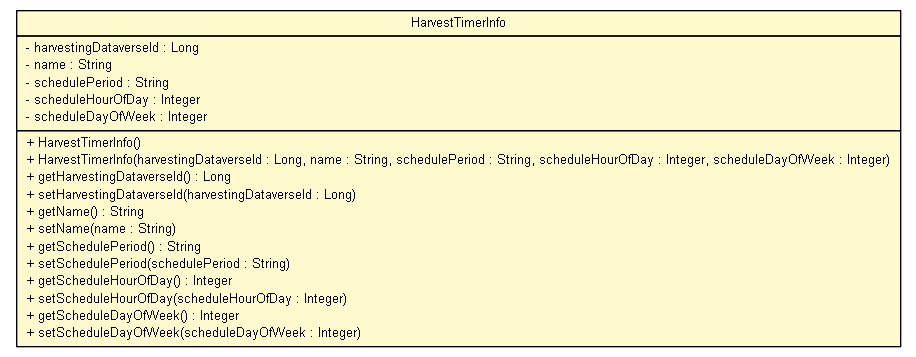 HarvestTimerInfo
- harvestingDataverseId : Long
- name : String
- schedulePeriod : String
- scheduleHourOfDay : Integer
- scheduleDayOfWeek : Integer
+ HarvestTimerInfo()
+ HarvestTimerInfo(harvestingDataverseId : Long, name : String, schedulePeriod : String, scheduleHourOfDay : Integer, scheduleDayOfWeek : Integer)
+ getHarvestingDataverseId() : Long
+ setHarvestingDataverseId(harvestingDataverseId : Long)
+ getName() : String
+ setName(name : String)
+ getSchedulePeriod() : String
+ setSchedulePeriod(schedulePeriod : String)
+ getScheduleHourOfDay() : Integer
+ setScheduleHourOfDay(scheduleHourOfDay : Integer)
+ getScheduleDayOfWeek() : Integer
+ setScheduleDayOfWeek(scheduleDayOfWeek : Integer)